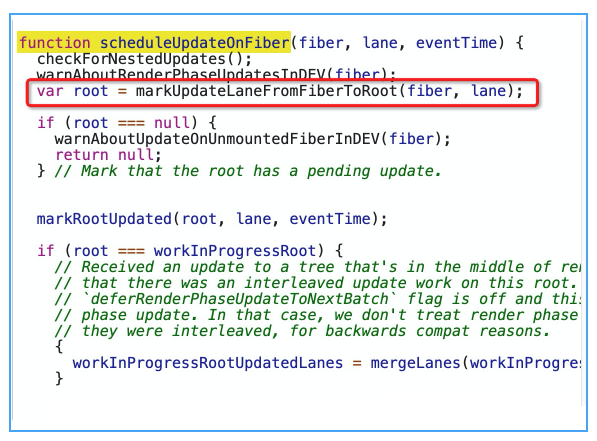 function scheduleUpdateOnFiber(fiber, lane, eventTime) {
checkForNestedUpdates();
warnAboutRenderPhaseUpdatesInDEV(fiber);
var root = markUpdateLaneFromFiberToRoot(fiber, lane);
if (root === null) {
warnAboutUpdateOnUnmountedFiberInDEV(fiber);
return null;
} // Mark that the root has a pending update.
markRootUpdated(root, lane, eventTime);
if (root === workInProgressRoot) {
// Received an update to a tree that's in the middle of
// that there was an interleaved update work on this root.
// `deferRenderPhaseUpdateToNextBatch` flag is off and this
// phase update. In that case, we don't treat render phase
// they were interleaved, for backwards compat reasons.
{
workInProgressRootUpdatedLanes = mergeLanes(workInProgres
}